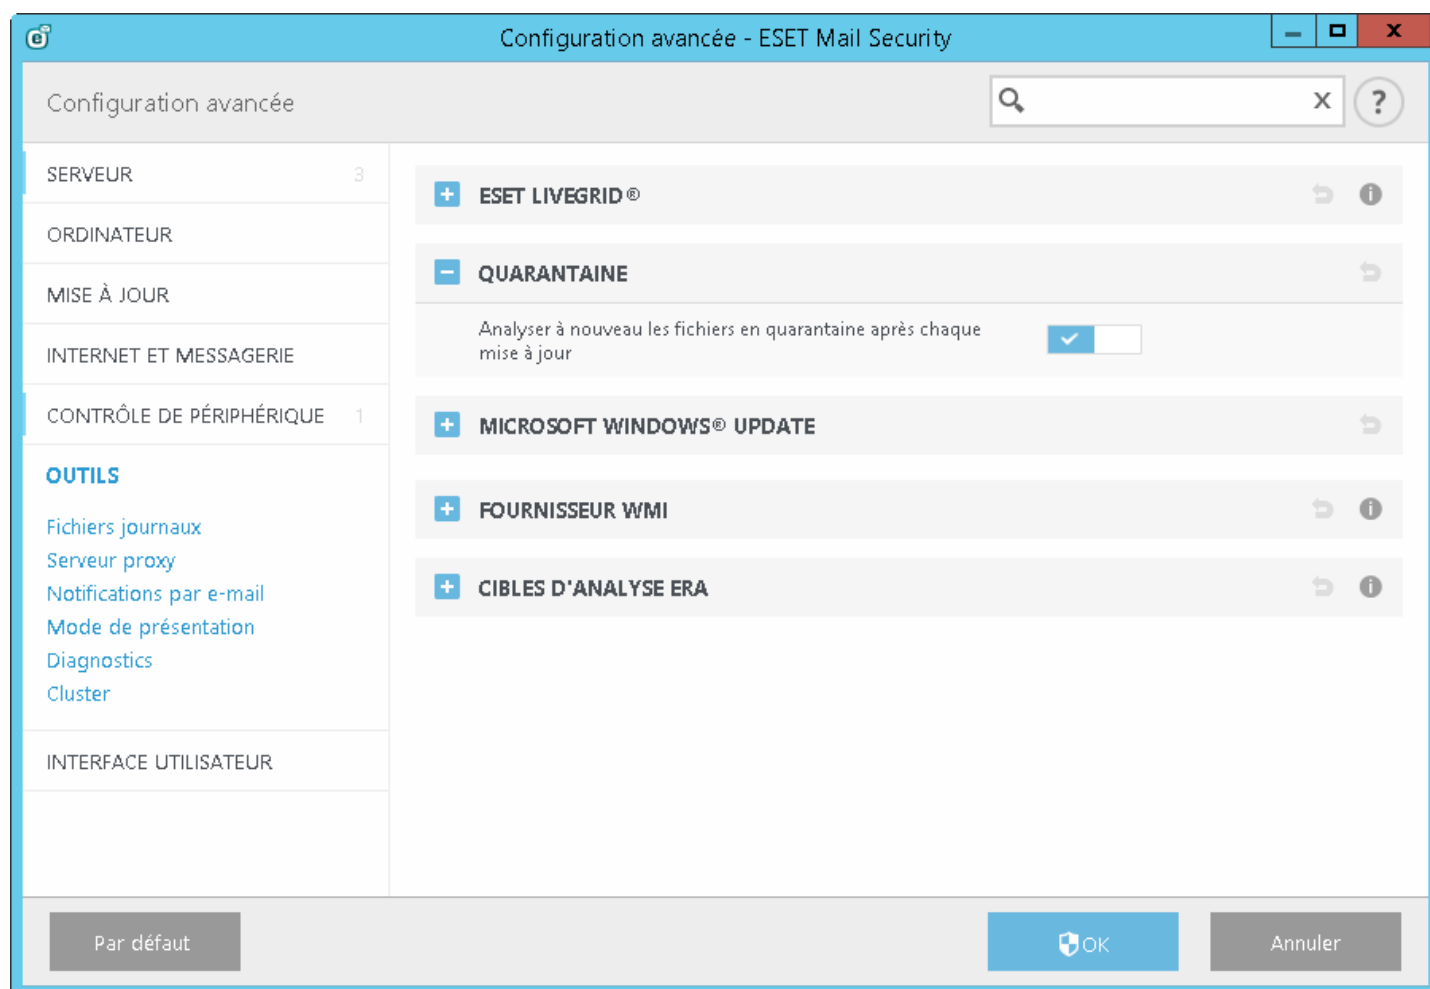 Configuration avancée - ESET Mail Security
Configuration avancée
SERVEUR 3
ORDINATEUR
MISE À JOUR
INTERNET ET MESSAGERIE
CONTRÔLE DE PÉRIPHÉRIQUE 1
OUTILS
Fichiers journaux
Serveur proxy
Notifications par e-mail
Mode de présentation
Diagnostics
Cluster
INTERFACE UTILISATEUR
ESET LIVEGRID®
QUARANTAINE
Analyser à nouveau les fichiers en quarantaine après chaque
mise à jour
MICROSOFT WINDOWS® UPDATE
FOURNISSEUR WMI
CIBLES D'ANALYSE ERA
Par défaut
OK
Annuler